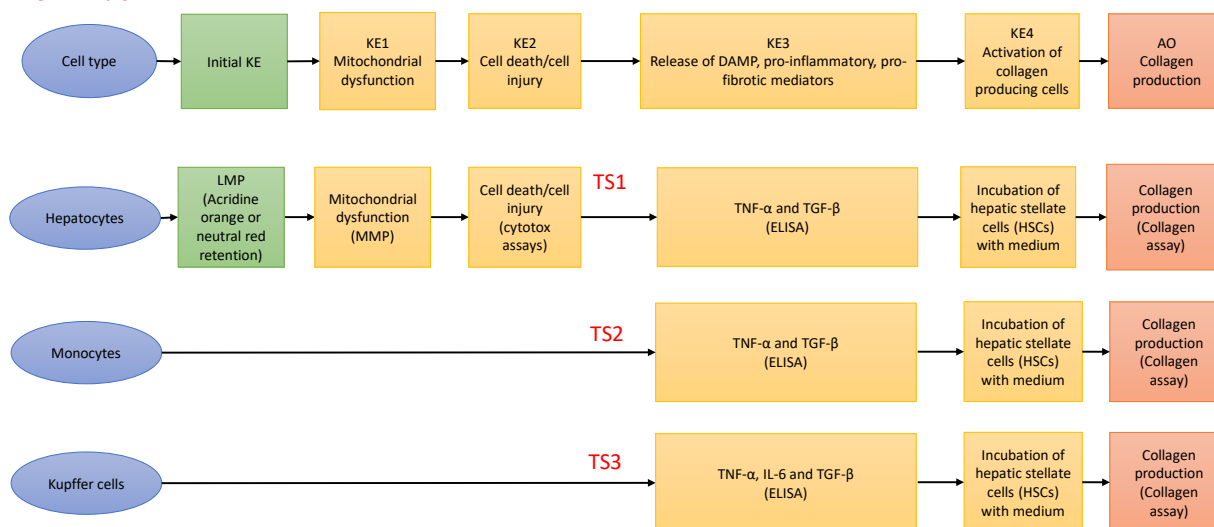 Cell type
Initial KE
KE1
Mitochondrial
dysfunction
KE2
Cell death/cell
injury
KE3
Release of DAMP, pro-inflammatory, pro-
fibrotic mediators
KE4
Activation of
collagen
producing cells
AO
Collagen
production
Hepatocytes
LMP
(Acridine
orange or
neutral red
retention)
Mitochondrial
dysfunction
(MMP)
Cell death/cell
injury
(cytotox
assays)
TS1
TNF-α and TGF-β
(ELISA)
Incubation of
hepatic stellate
cells (HSCs)
with medium
Collagen
production
(Collagen
assay)
Monocytes
TS2
TNF-α and TGF-β
(ELISA)
Incubation of
hepatic stellate
cells (HSCs)
with medium
Collagen
production
(Collagen
assay)
Kupffer cells
TS3
TNF-α, IL-6 and TGF-β
(ELISA)
Incubation of
hepatic stellate
cells (HSCs)
with medium
Collagen
production
(Collagen
assay)